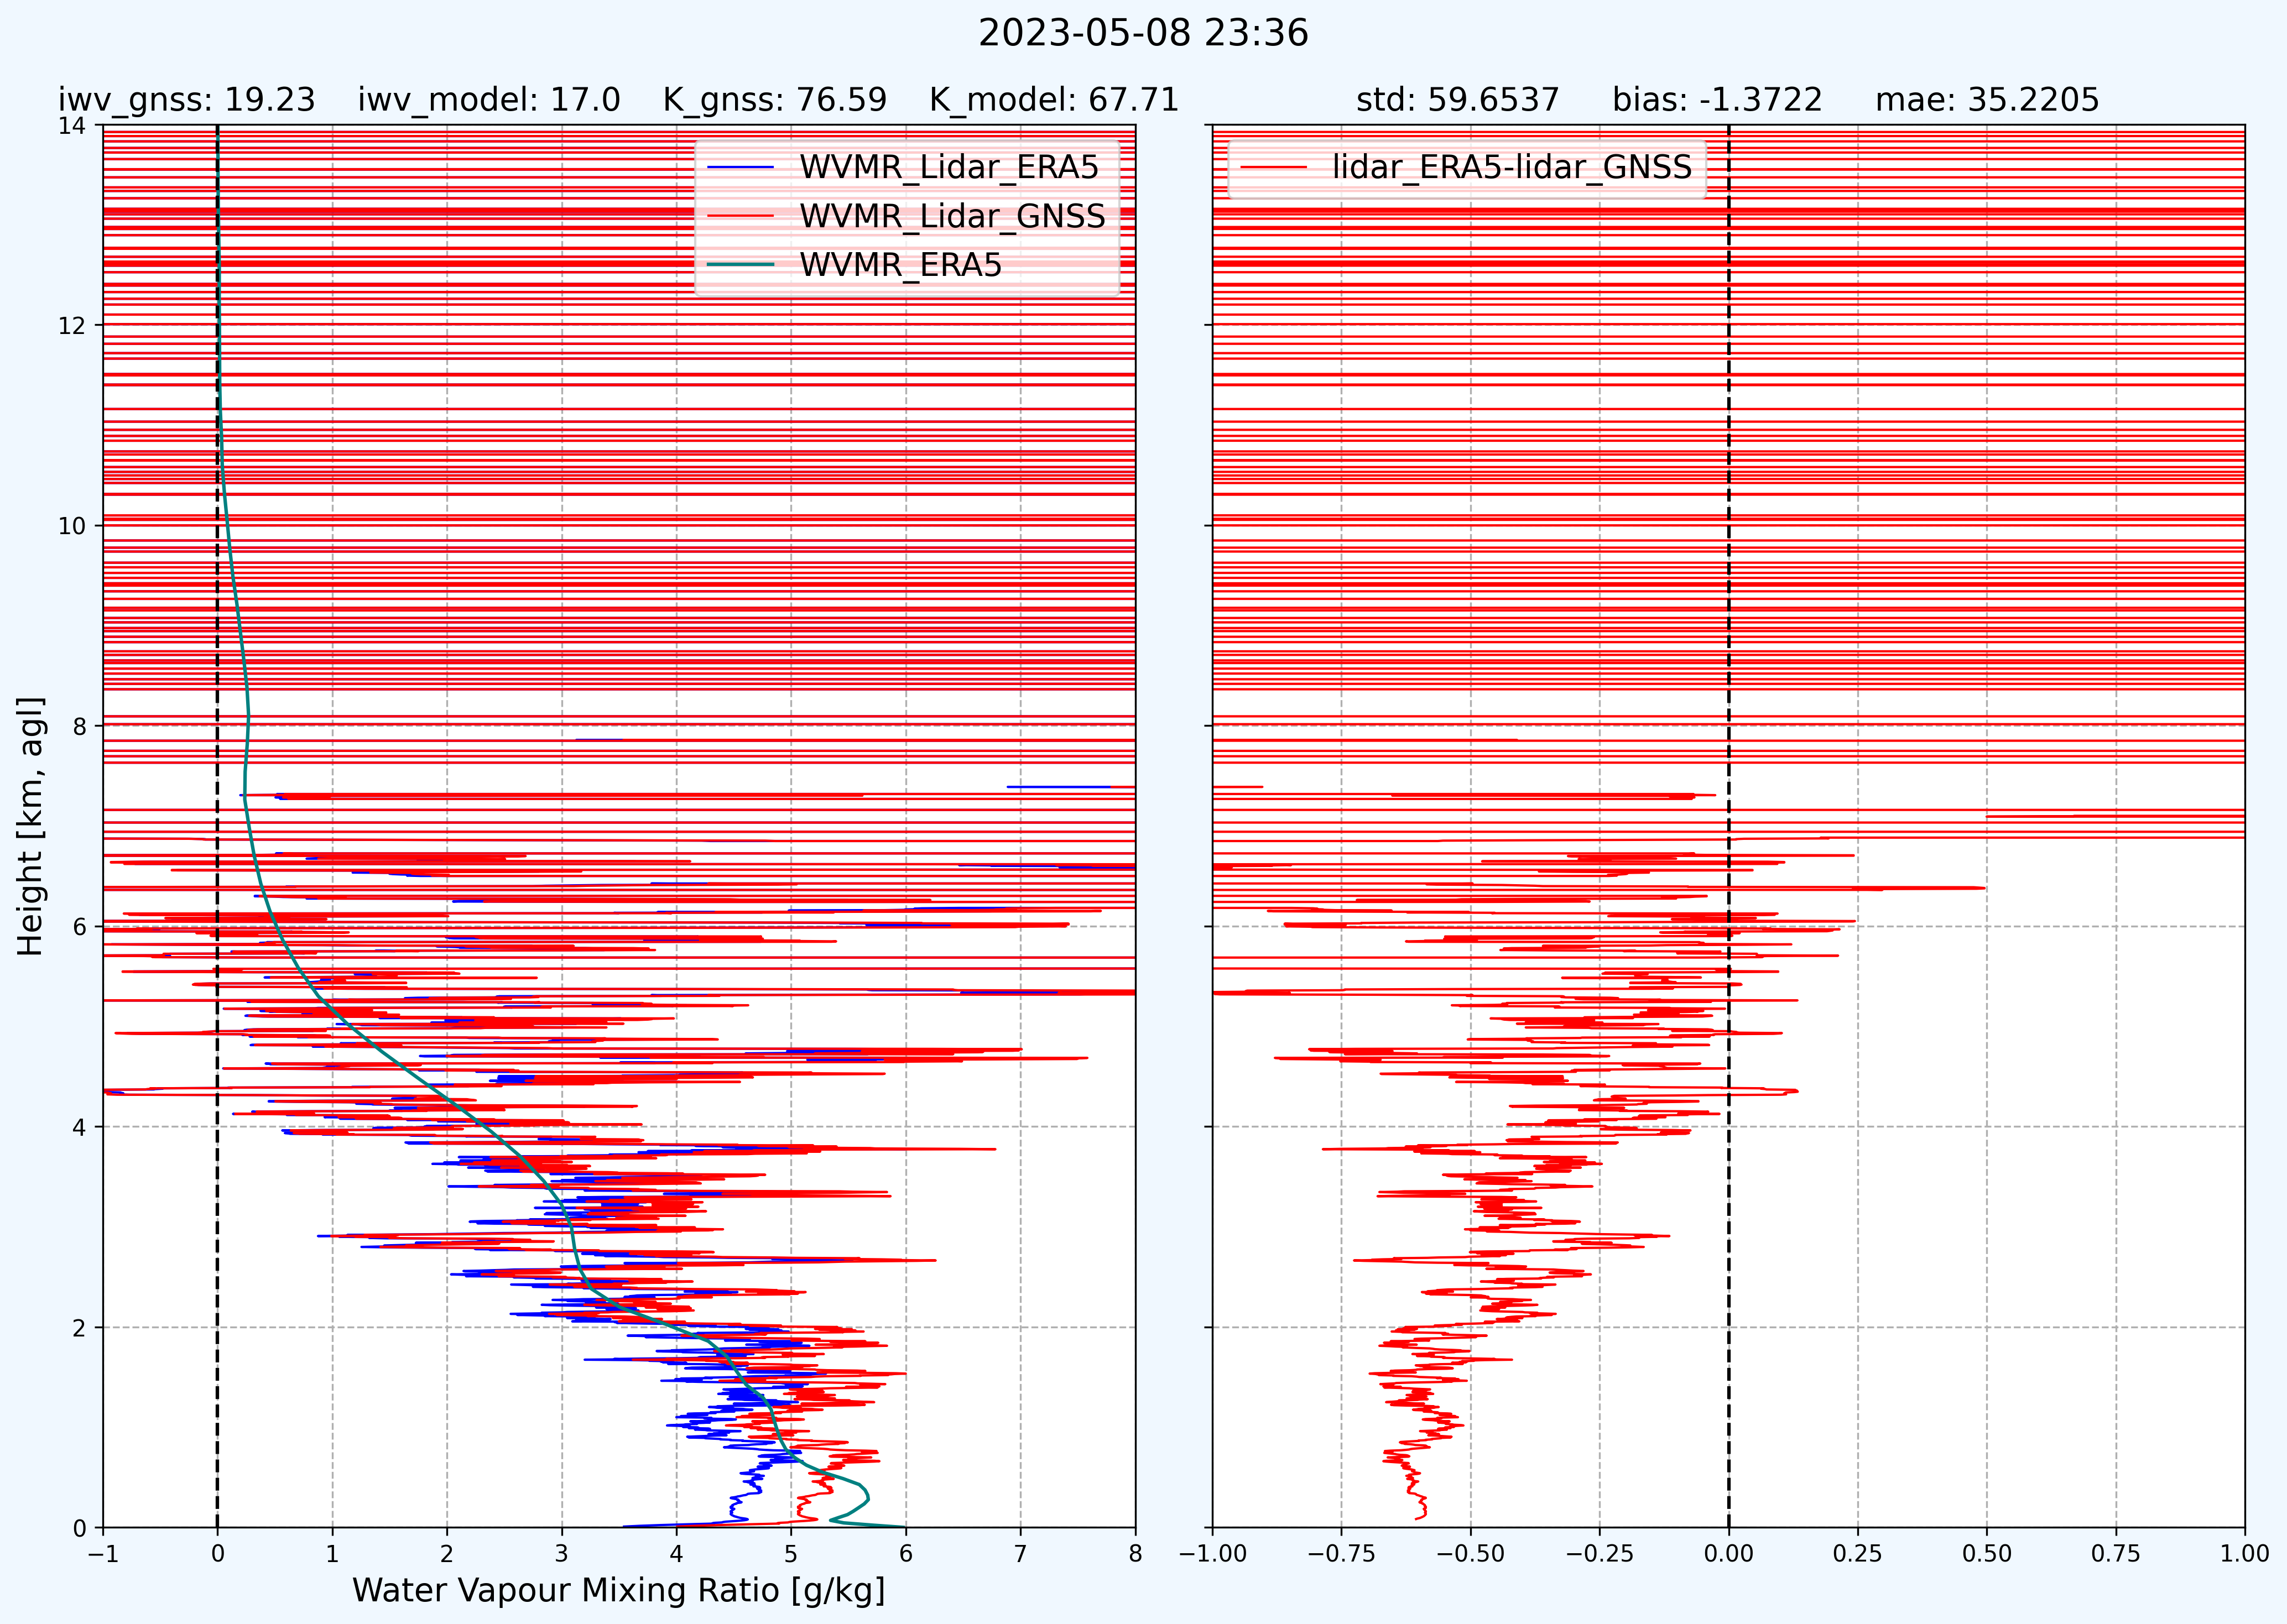 2023-05-08 23:36
iwv_gnss: 19.23 iwv_model: 17.0 K_gnss: 76.59 K_model: 67.71
std: 59.6537 bias: -1.3722 mae: 35.2205
WVMR_Lidar_ERA5
WVMR_Lidar_GNSS
WVMR_ERA5
lidar_ERA5-lidar_GNSS
14
12
10
8
6
4
2
0
Height [km, agl]
−1 0 1 2 3 4 5 6 7 8
Water Vapour Mixing Ratio [g/kg]
−1.00 −0.75 −0.50 −0.25 0.00 0.25 0.50 0.75 1.00